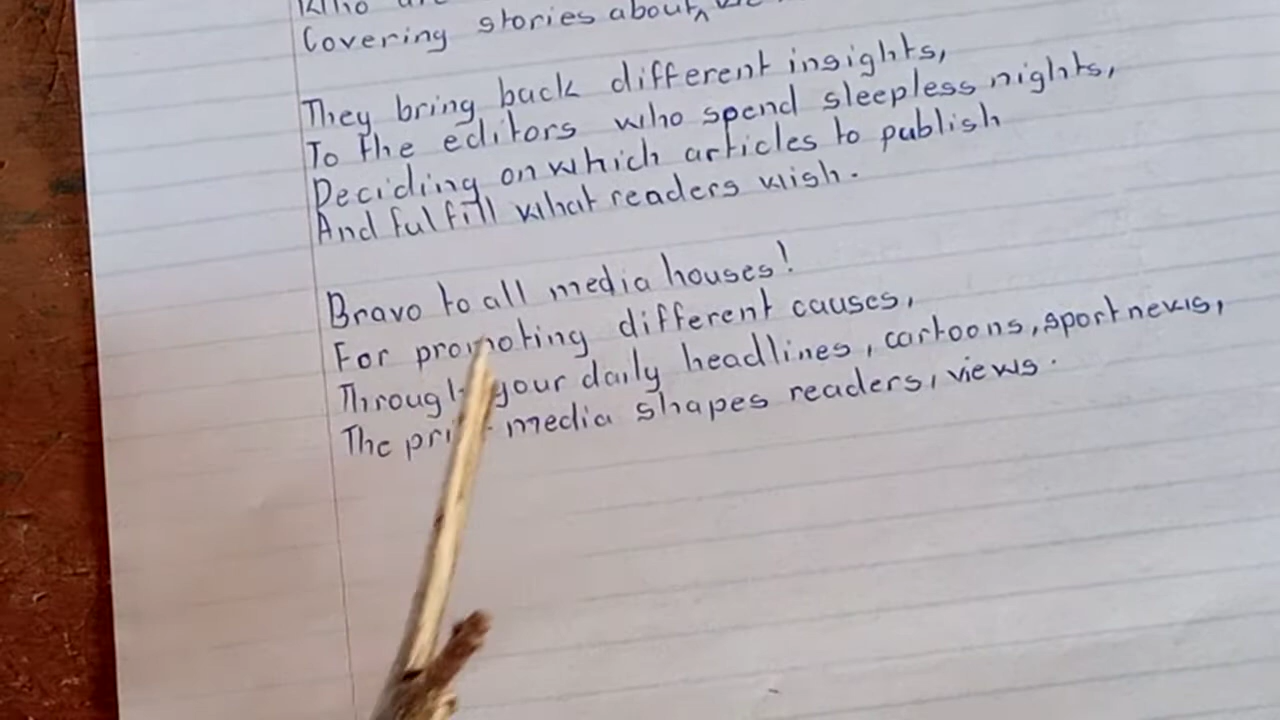 Who
Covering stories about
They bring back different insights,
To the editors who spend sleepless nights,
Deciding on which articles to publish
And fulfill what readers wish.
Bravo to all media houses!
For promoting different causes,
Through your daily headlines, cartoons, sport news,
The media shapes readers, views.